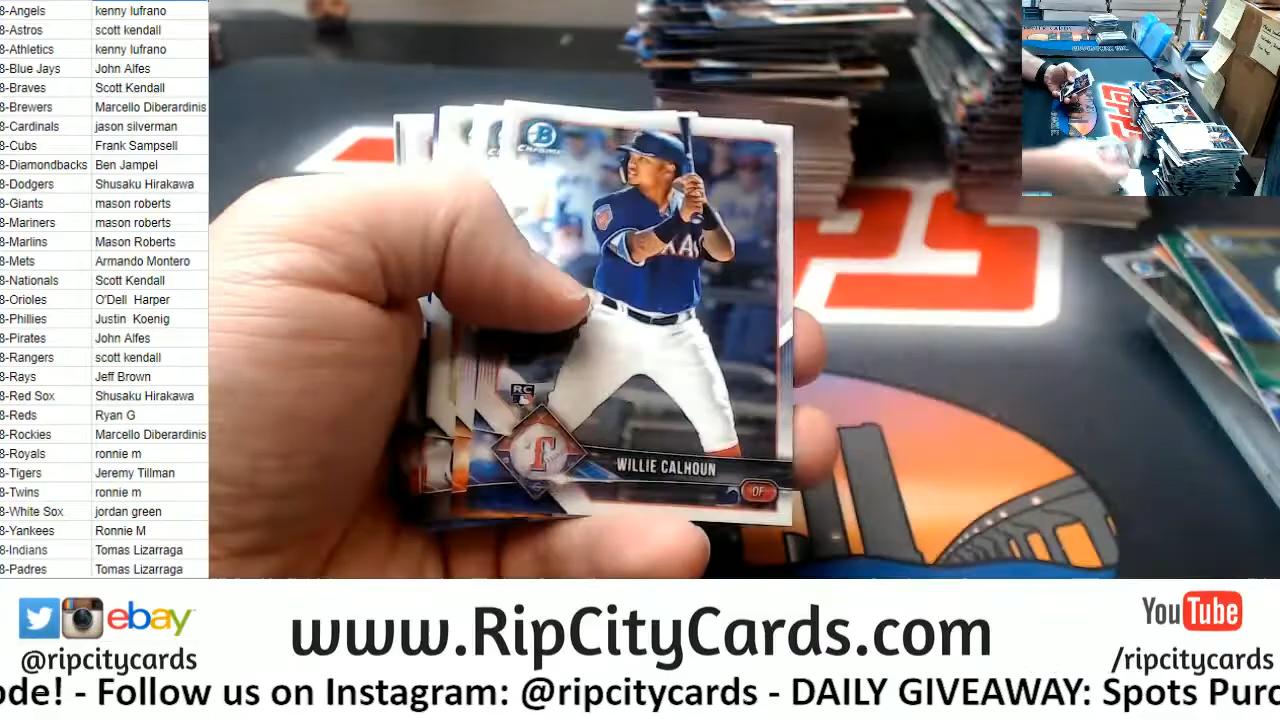 8-Angels kenny lufrano
8-Astros scott kendall
8-Athletics kenny lufrano
8-Blue Jays John Alfes
8-Braves Scott Kendall
8-Brewers Marcello Diberardinis
8-Cardinals jason silverman
8-Cubs Frank Sampsell
8-Diamondbacks Ben Jampel
8-Dodgers Shusaku Hirakawa
8-Giants mason roberts
8-Mariners mason roberts
8-Marlins Mason Roberts
8-Mets Armando Montero
8-Nationals Scott Kendall
8-Orioles O'Dell Harper
8-Phillies Justin Koenig
8-Pirates John Alfes
8-Rangers scott kendall
8-Rays Jeff Brown
8-Red Sox Shusaku Hirakawa
8-Reds Ryan G
8-Rockies Marcello Diberardinis
8-Royals ronnie m
8-Tigers Jeremy Tillman
8-Twins ronnie m
8-White Sox jordan green
8-Yankees Ronnie M
8-Indians Tomas Lizarraga
8-Padres Tomas Lizarraga
B
CHROME
TEXAS
RC
T
WILLIE CALHOUN
OF
ebay
@ripcitycards
www.RipCityCards.com
YouTube
/ripcitycards
ode! - Follow us on Instagram: @ripcitycards - DAILY GIVEAWAY: Spots Purc